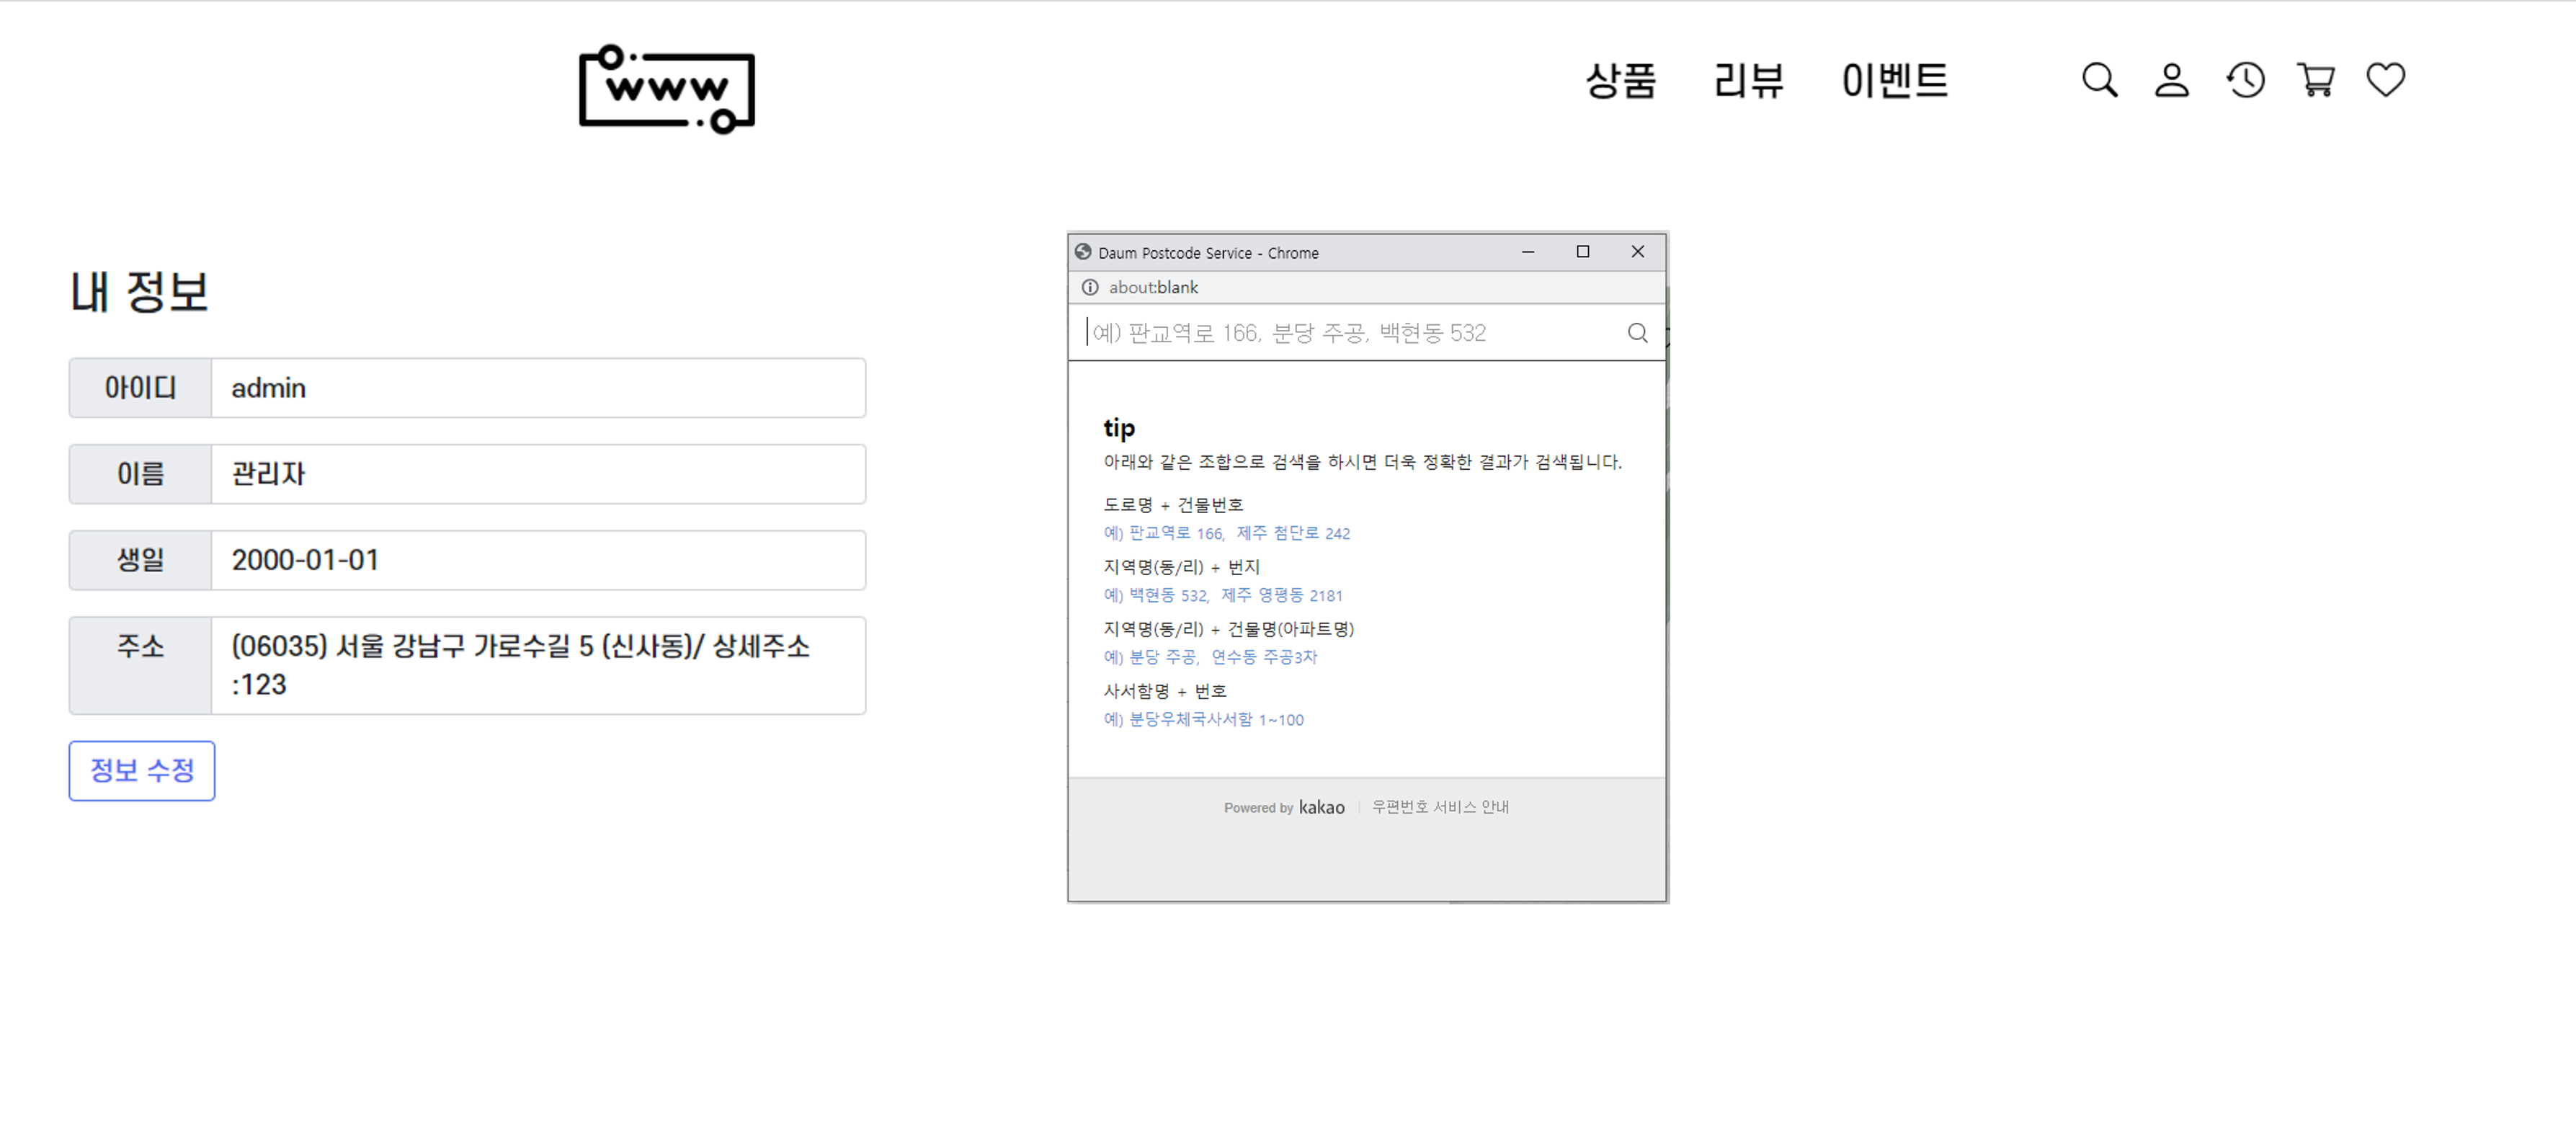 www
상품 리뷰 이벤트
내 정보
아이디 admin
이름 관리자
생일 2000-01-01
주소 (06035) 서울 강남구 가로수길 5 (신사동)/ 상세주소
:123
정보 수정
Daum Postcode Service - Chrome
about:blank
예) 판교역로 166, 분당 주공, 백현동 532
tip
아래와 같은 조합으로 검색을 하시면 더욱 정확한 결과가 검색됩니다.
도로명 + 건물번호
예) 판교역로 166, 제주 첨단로 242
지역명(동/리) + 번지
예) 백현동 532, 제주 영평동 2181
지역명(동/리) + 건물명(아파트명)
예) 분당 주공, 연수동 주공3차
사서함명 + 번호
예) 분당우체국사서함 1~100
Powered by kakao 우편번호 서비스 안내